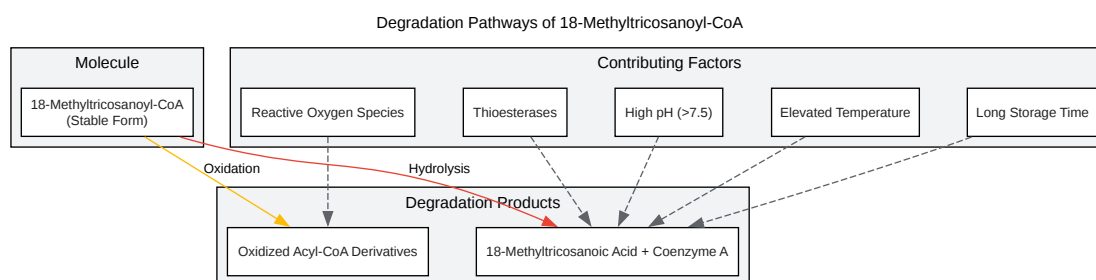 Degradation Pathways of 18-Methyltricosanoyl-CoA
Molecule
Contributing Factors
18-Methyltricosanoyl-CoA
(Stable Form)
Reactive Oxygen Species
Thioesterases
High pH (>7.5)
Elevated Temperature
Long Storage Time
Oxidation
Hydrolysis
Degradation Products
Oxidized Acyl-CoA Derivatives
18-Methyltricosanoic Acid + Coenzyme A